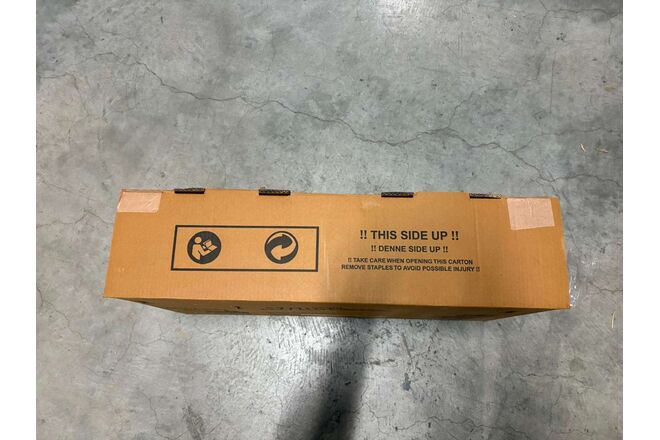 !! THIS SIDE UP !!
!! DENNE SIDE UP !!
!! TAKE CARE WHEN OPENING THIS CARTON
REMOVE STAPLES TO AVOID POSSIBLE INJURY !!